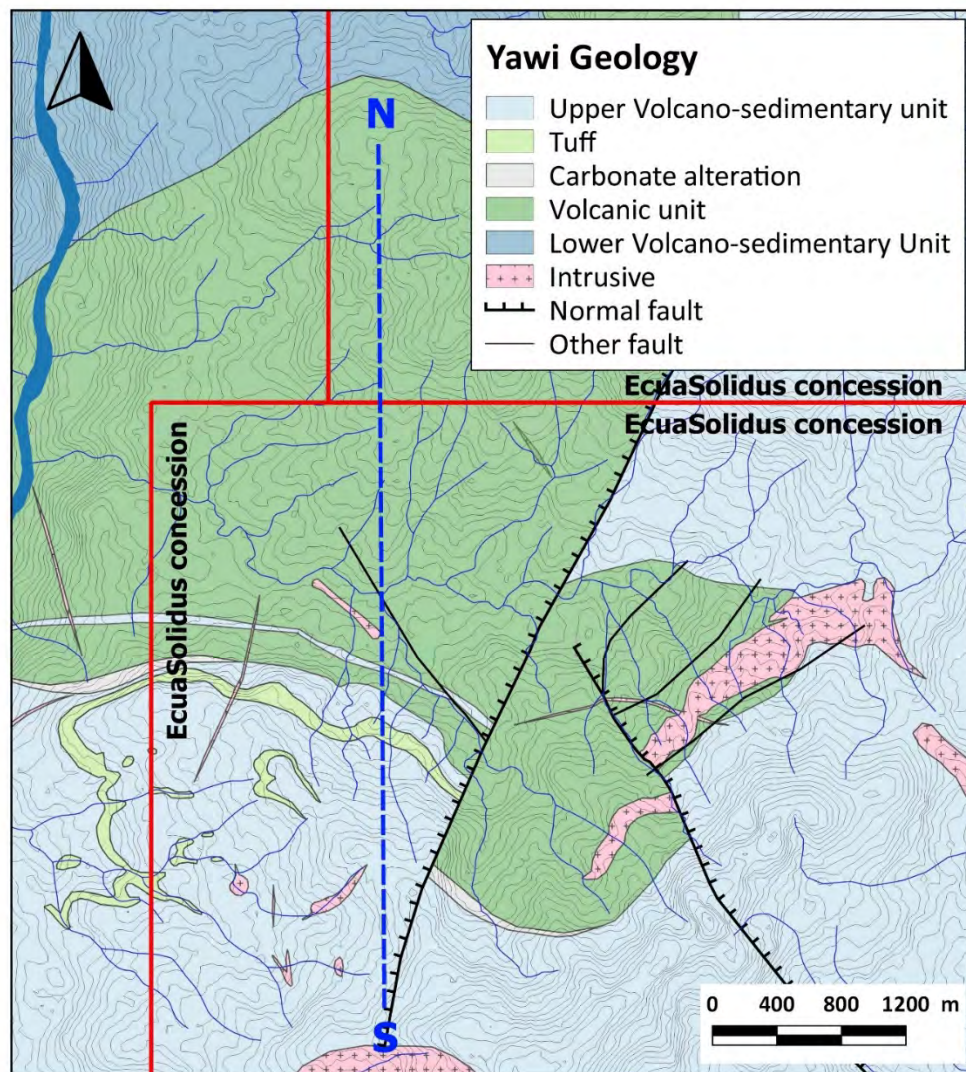 Yawi Geology
Upper Volcano-sedimentary unit
Tuff
Carbonate alteration
Volcanic unit
Lower Volcano-sedimentary Unit
Intrusive
Normal fault
Other fault
N
EcuaSolidus concession
EcuaSolidus concession
EcuaSolidus concession
S
0 400 800 1200 m